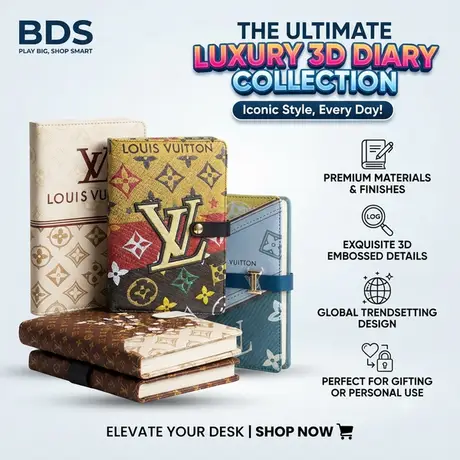 BDS
PLAY BIG, SHOP SMART
THE ULTIMATE
LUXURY 3D DIARY
COLLECTION
Iconic Style, Every Day!
LV
LOUIS VU
LOUIS VUITTON
LV
VUITTON
PREMIUM MATERIALS
& FINISHES
LOG
EXQUISITE 3D
EMBOSSED DETAILS
GLOBAL TRENDSETTING
DESIGN
PERFECT FOR GIFTING
OR PERSONAL USE
ELEVATE YOUR DESK | SHOP NOW